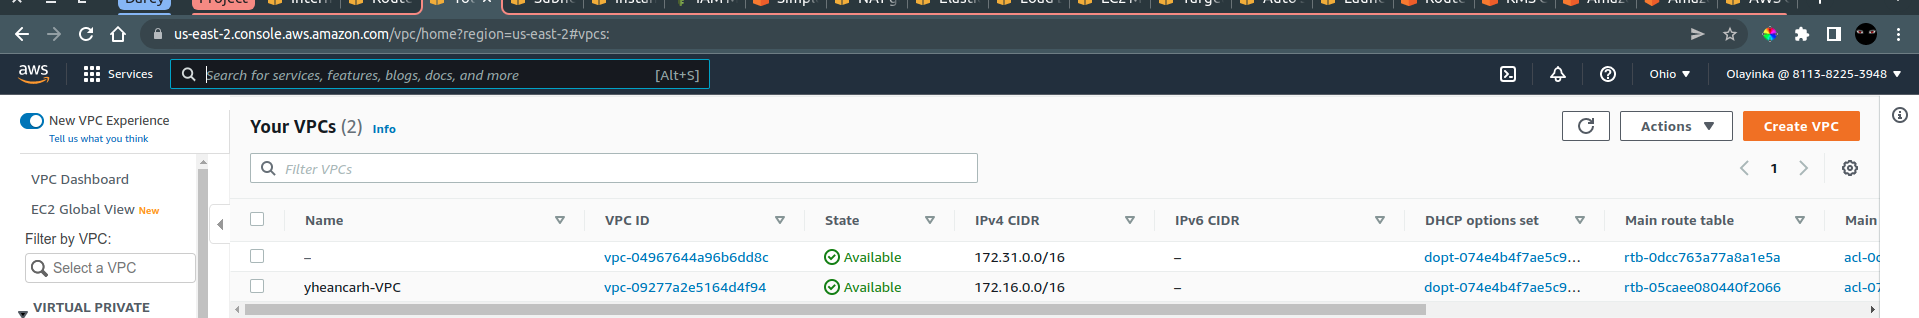 Darcey
Project
us-east-2.console.aws.amazon.com/vpc/home?region=us-east-2#vpcs:
aws
Services
Search for services, features, blogs, docs, and more
[Alt+S]
Ohio
Olayinka @ 8113-8225-3948
New VPC Experience
Tell us what you think
Your VPCs (2) Info
Actions
Create VPC
Filter VPCs
1
VPC Dashboard
EC2 Global View New
Filter by VPC:
Select a VPC
VIRTUAL PRIVATE
Name VPC ID State IPv4 CIDR IPv6 CIDR DHCP options set Main route table Main
– vpc-04967644a96b6dd8c Available 172.31.0.0/16 – dopt-074e4b4f7ae5c9... rtb-0dcc763a77a8a1e5a acl-0c
yheancarh-VPC vpc-09277a2e5164d4f94 Available 172.16.0.0/16 – dopt-074e4b4f7ae5c9... rtb-05caee080440f2066 acl-07